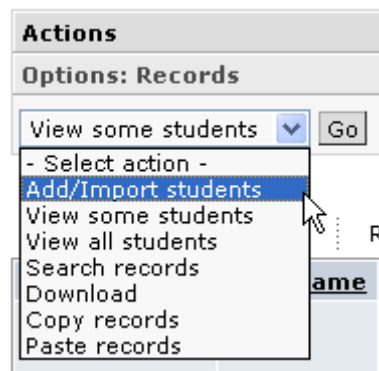 Actions
Options: Records
View some students Go
- Select action -
Add/Import students
View some students
View all students
R
Search records
ame
Download
Copy records
Paste records